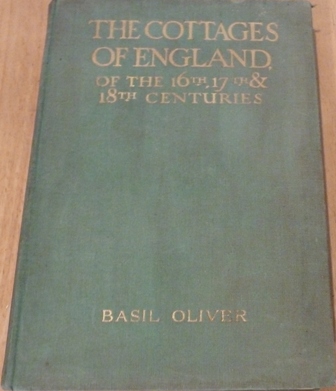 THE COTTAGES
OF ENGLAND,
OF THE 16TH, 17TH &
18TH CENTURIES
BASIL OLIVER